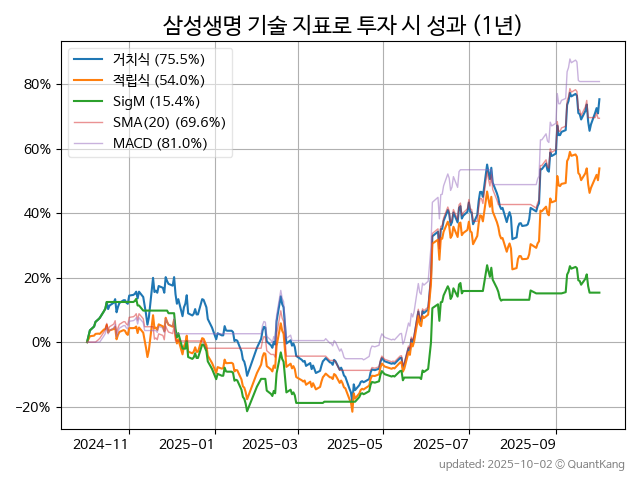 삼성생명 기술 지표로 투자 시 성과 (1년)
거치식 (75.5%)
적립식 (54.0%)
SigM (15.4%)
SMA(20) (69.6%)
MACD (81.0%)
80%
60%
40%
20%
0%
−20%
2024−11 2025−01 2025−03 2025−05 2025−07 2025−09
updated: 2025-10-02 © QuantKang